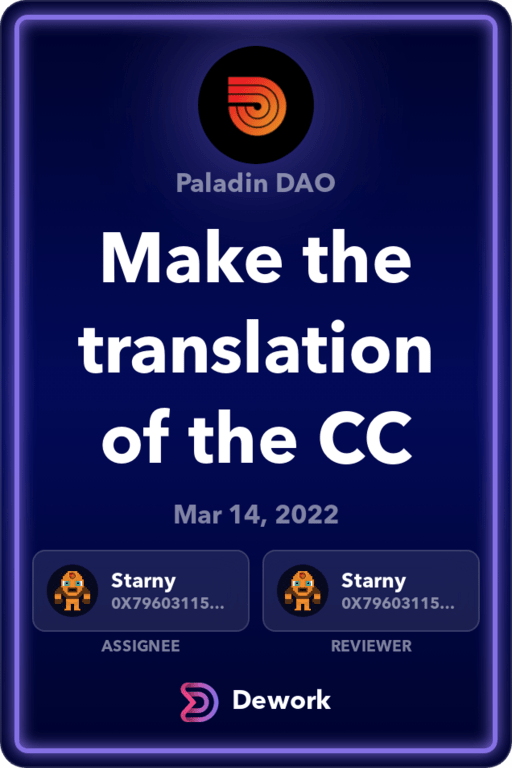 Paladin DAO
Make the
translation
of the CC
Mar 14, 2022
Starny
0X79603115...
Starny
0X79603115...
ASSIGNEE
REVIEWER
Dework